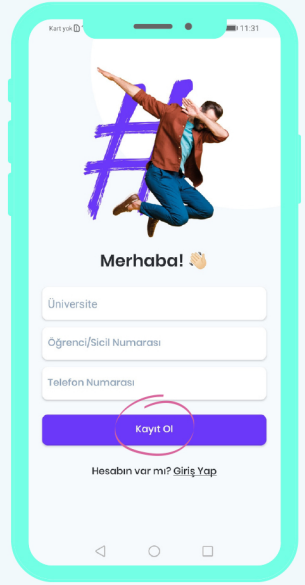 Kart yok
11:31
Merhaba! 👋🏻
Üniversite
Öğrenci/Sicil Numarası
Telefon Numarası
Kayıt Ol
Hesabın var mı? Giriş Yap